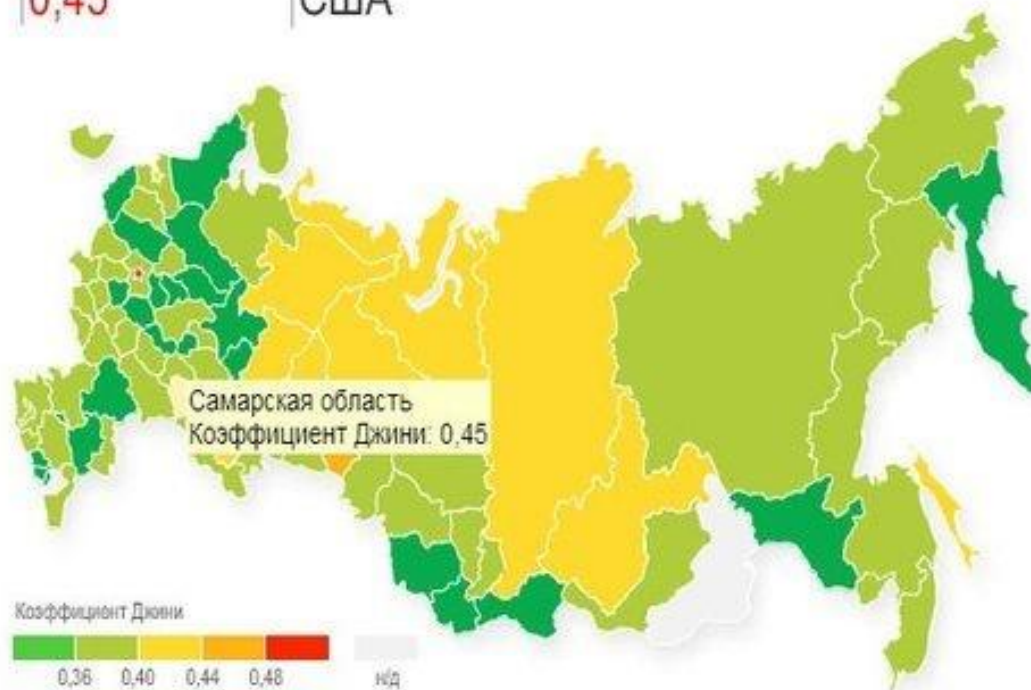 0,45
США
Самарская область
Коэффициент Джини: 0,45
Коэффициент Джини
0,36 0,40 0,44 0,48 н/д